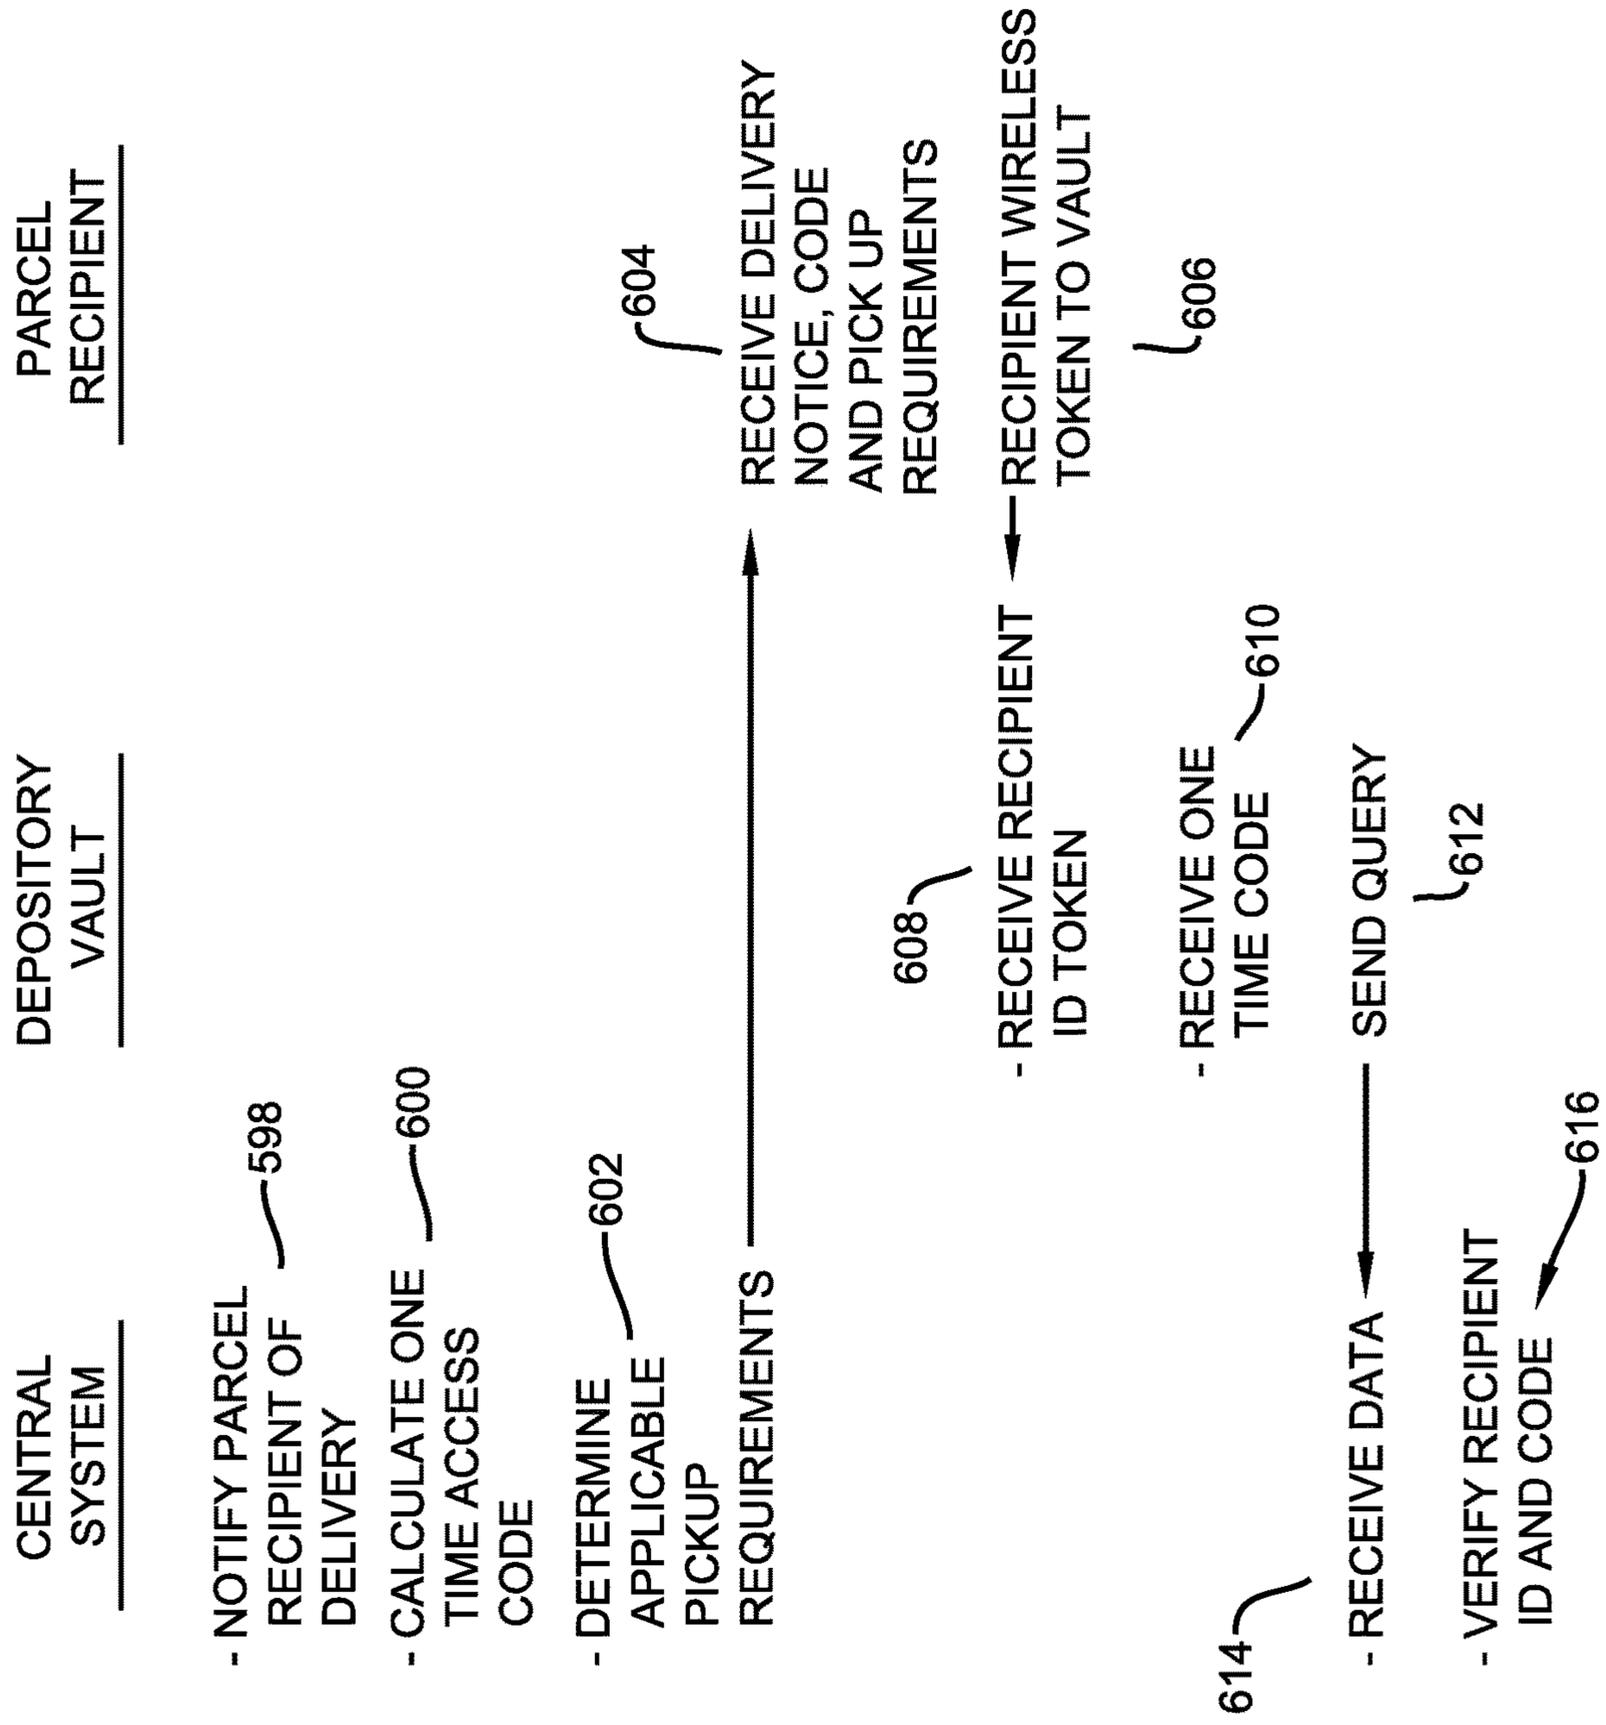 CENTRAL
SYSTEM
DEPOSITORY
VAULT
PARCEL
RECIPIENT
- NOTIFY PARCEL
RECIPIENT OF
DELIVERY
598
- CALCULATE ONE
TIME ACCESS
CODE
600
- DETERMINE
APPLICABLE
PICKUP
REQUIREMENTS
602
604
RECEIVE DELIVERY
NOTICE, CODE
AND PICK UP
REQUIREMENTS
608
- RECEIVE RECIPIENT
ID TOKEN
RECIPIENT WIRELESS
TOKEN TO VAULT
606
- RECEIVE ONE
TIME CODE
610
614
- RECEIVE DATA
SEND QUERY
612
- VERIFY RECIPIENT
ID AND CODE
616